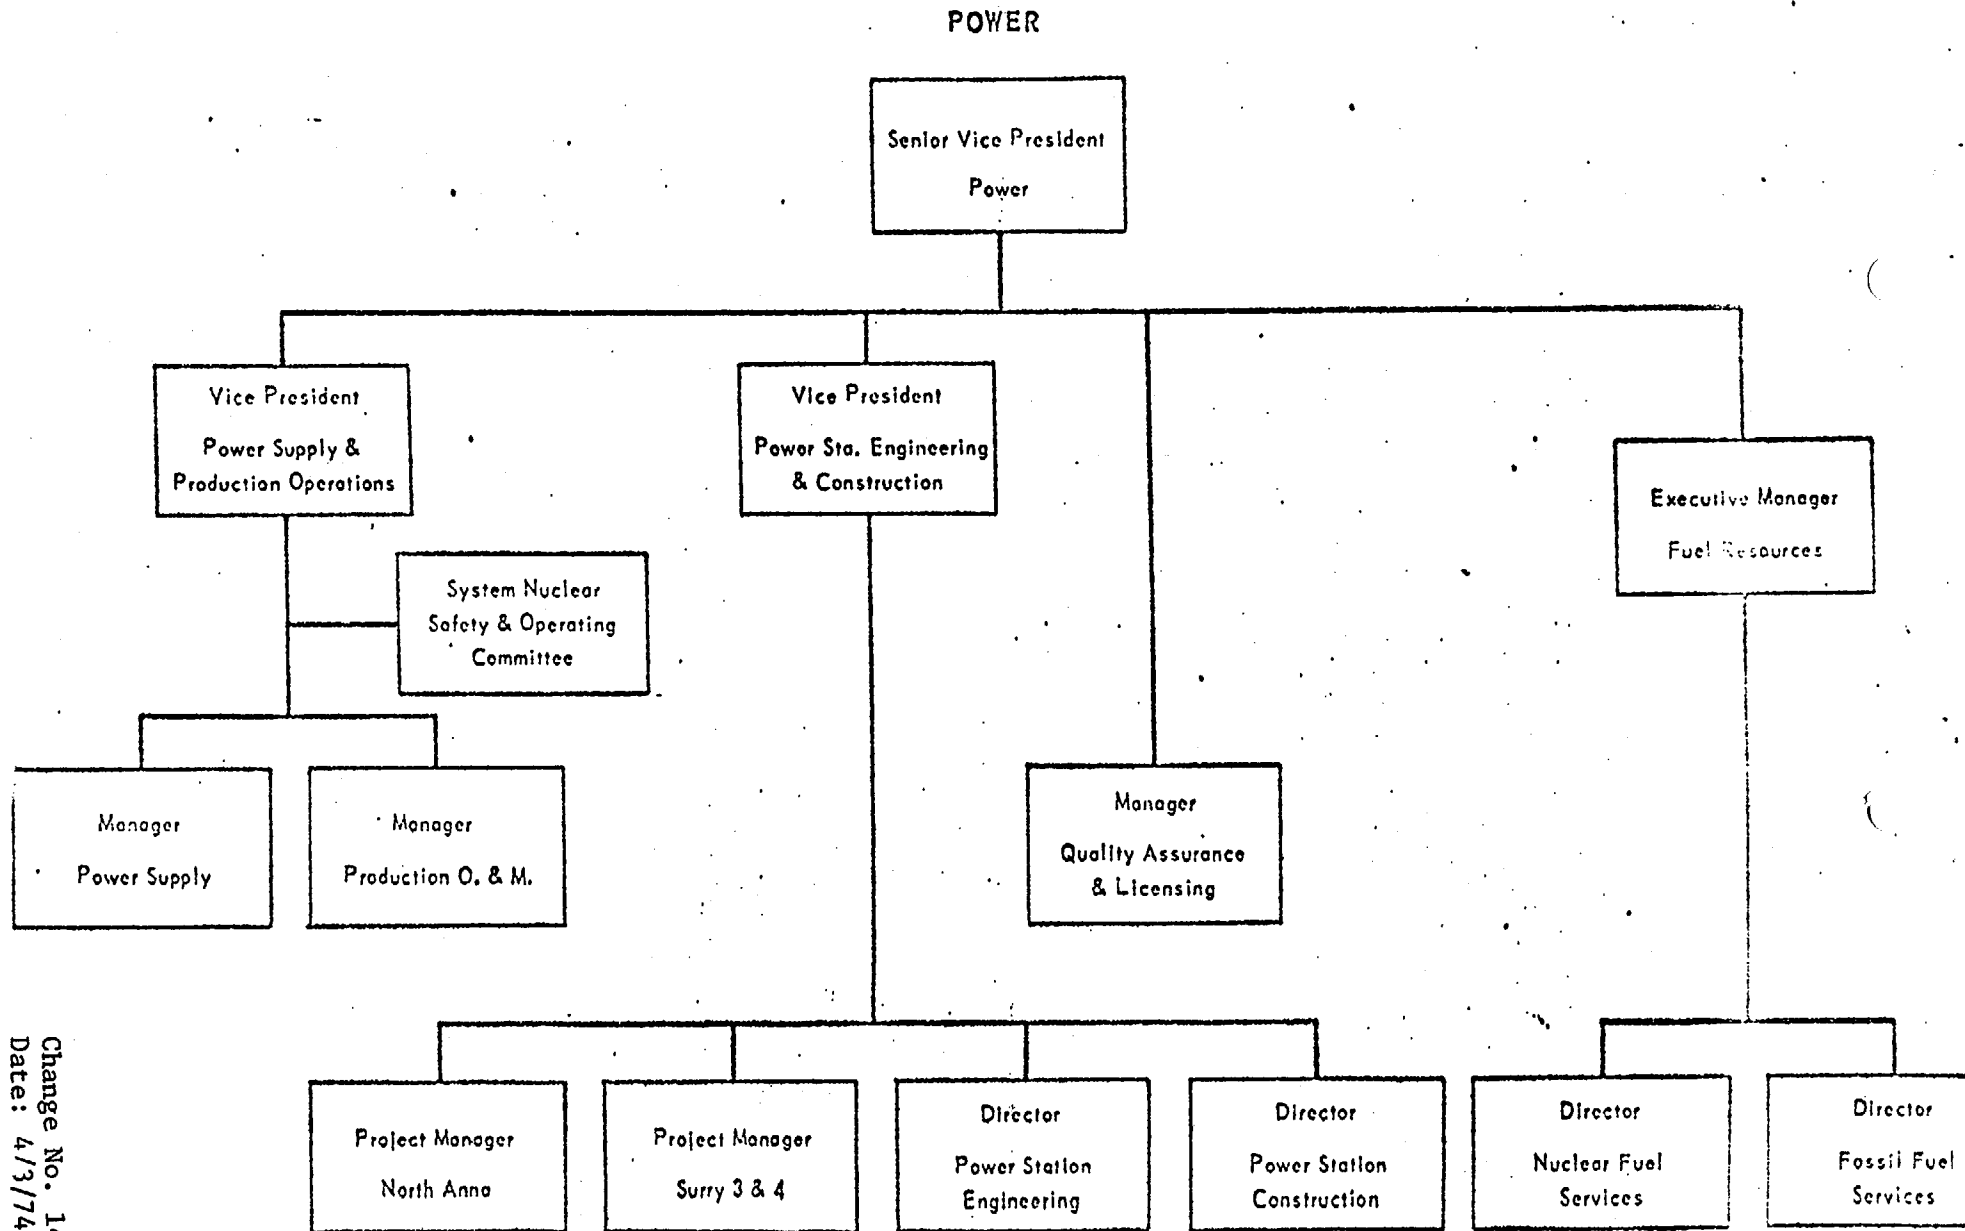 POWER
Senior Vice President
Power
Vice President
Power Supply &
Production Operations
Vice President
Power Sta. Engineering
& Construction
Executive Manager
Fuel Resources
System Nuclear
Safety & Operating
Committee
Manager
Power Supply
Manager
Production O. & M.
Manager
Quality Assurance
& Licensing
Project Manager
North Anna
Project Manager
Surry 3 & 4
Director
Power Station
Engineering
Director
Power Station
Construction
Director
Nuclear Fuel
Services
Director
Fossil Fuel
Services
Change No.
Date: 4/3/74